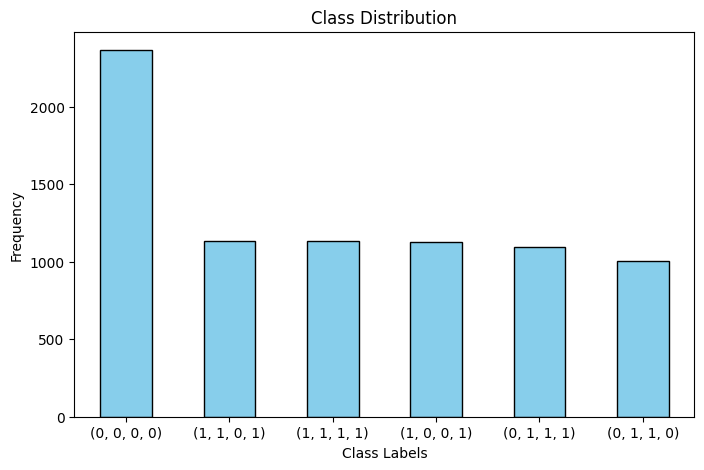 Class Distribution
Frequency
2000
1500
1000
500
0
(0, 0, 0, 0) (1, 1, 0, 1) (1, 1, 1, 1) (1, 0, 0, 1) (0, 1, 1, 1) (0, 1, 1, 0)
Class Labels